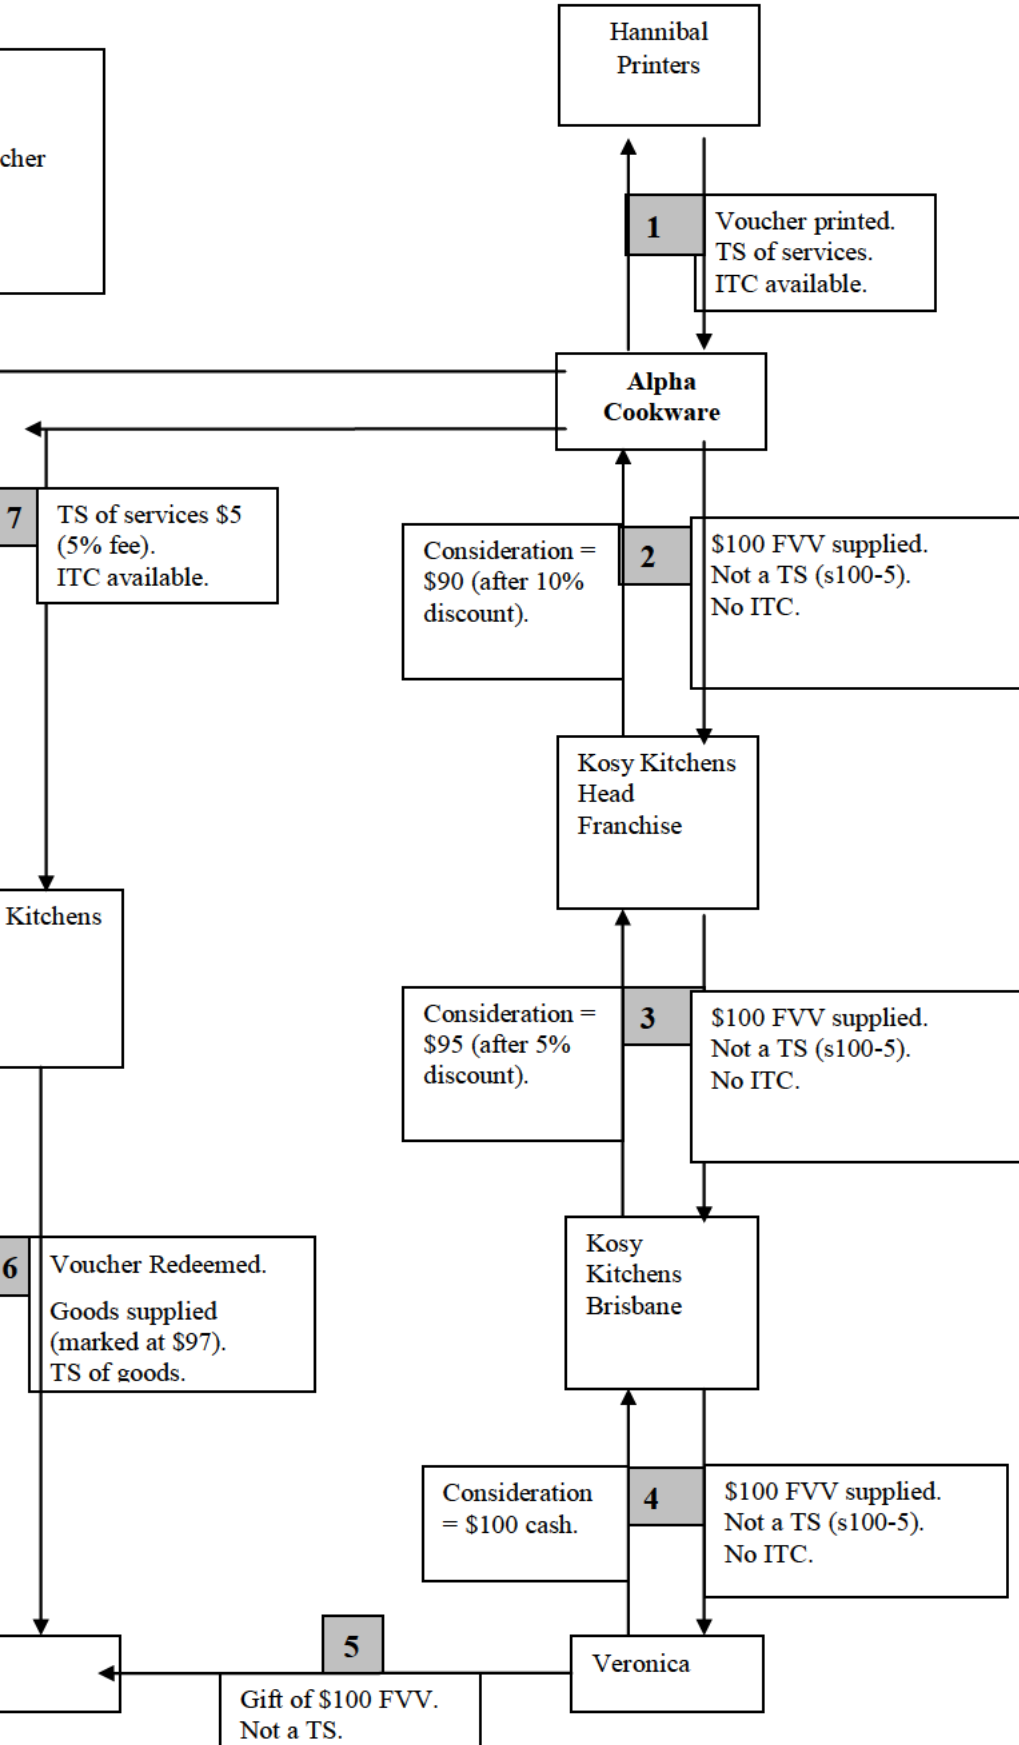 Hannibal
Printers
cher
1
Voucher printed.
TS of services.
ITC available.
Alpha
Cookware
7
TS of services $5
(5% fee).
ITC available.
Consideration =
$90 (after 10%
discount).
2
$100 FVV supplied.
Not a TS (s100-5).
No ITC.
Kosy Kitchens
Head
Franchise
Kitchens
Consideration =
$95 (after 5%
discount).
3
$100 FVV supplied.
Not a TS (s100-5).
No ITC.
Kosy
Kitchens
Brisbane
6
Voucher Redeemed.
Goods supplied
(marked at $97).
TS of goods.
Consideration
= $100 cash.
4
$100 FVV supplied.
Not a TS (s100-5).
No ITC.
5
Veronica
Gift of $100 FVV.
Not a TS.